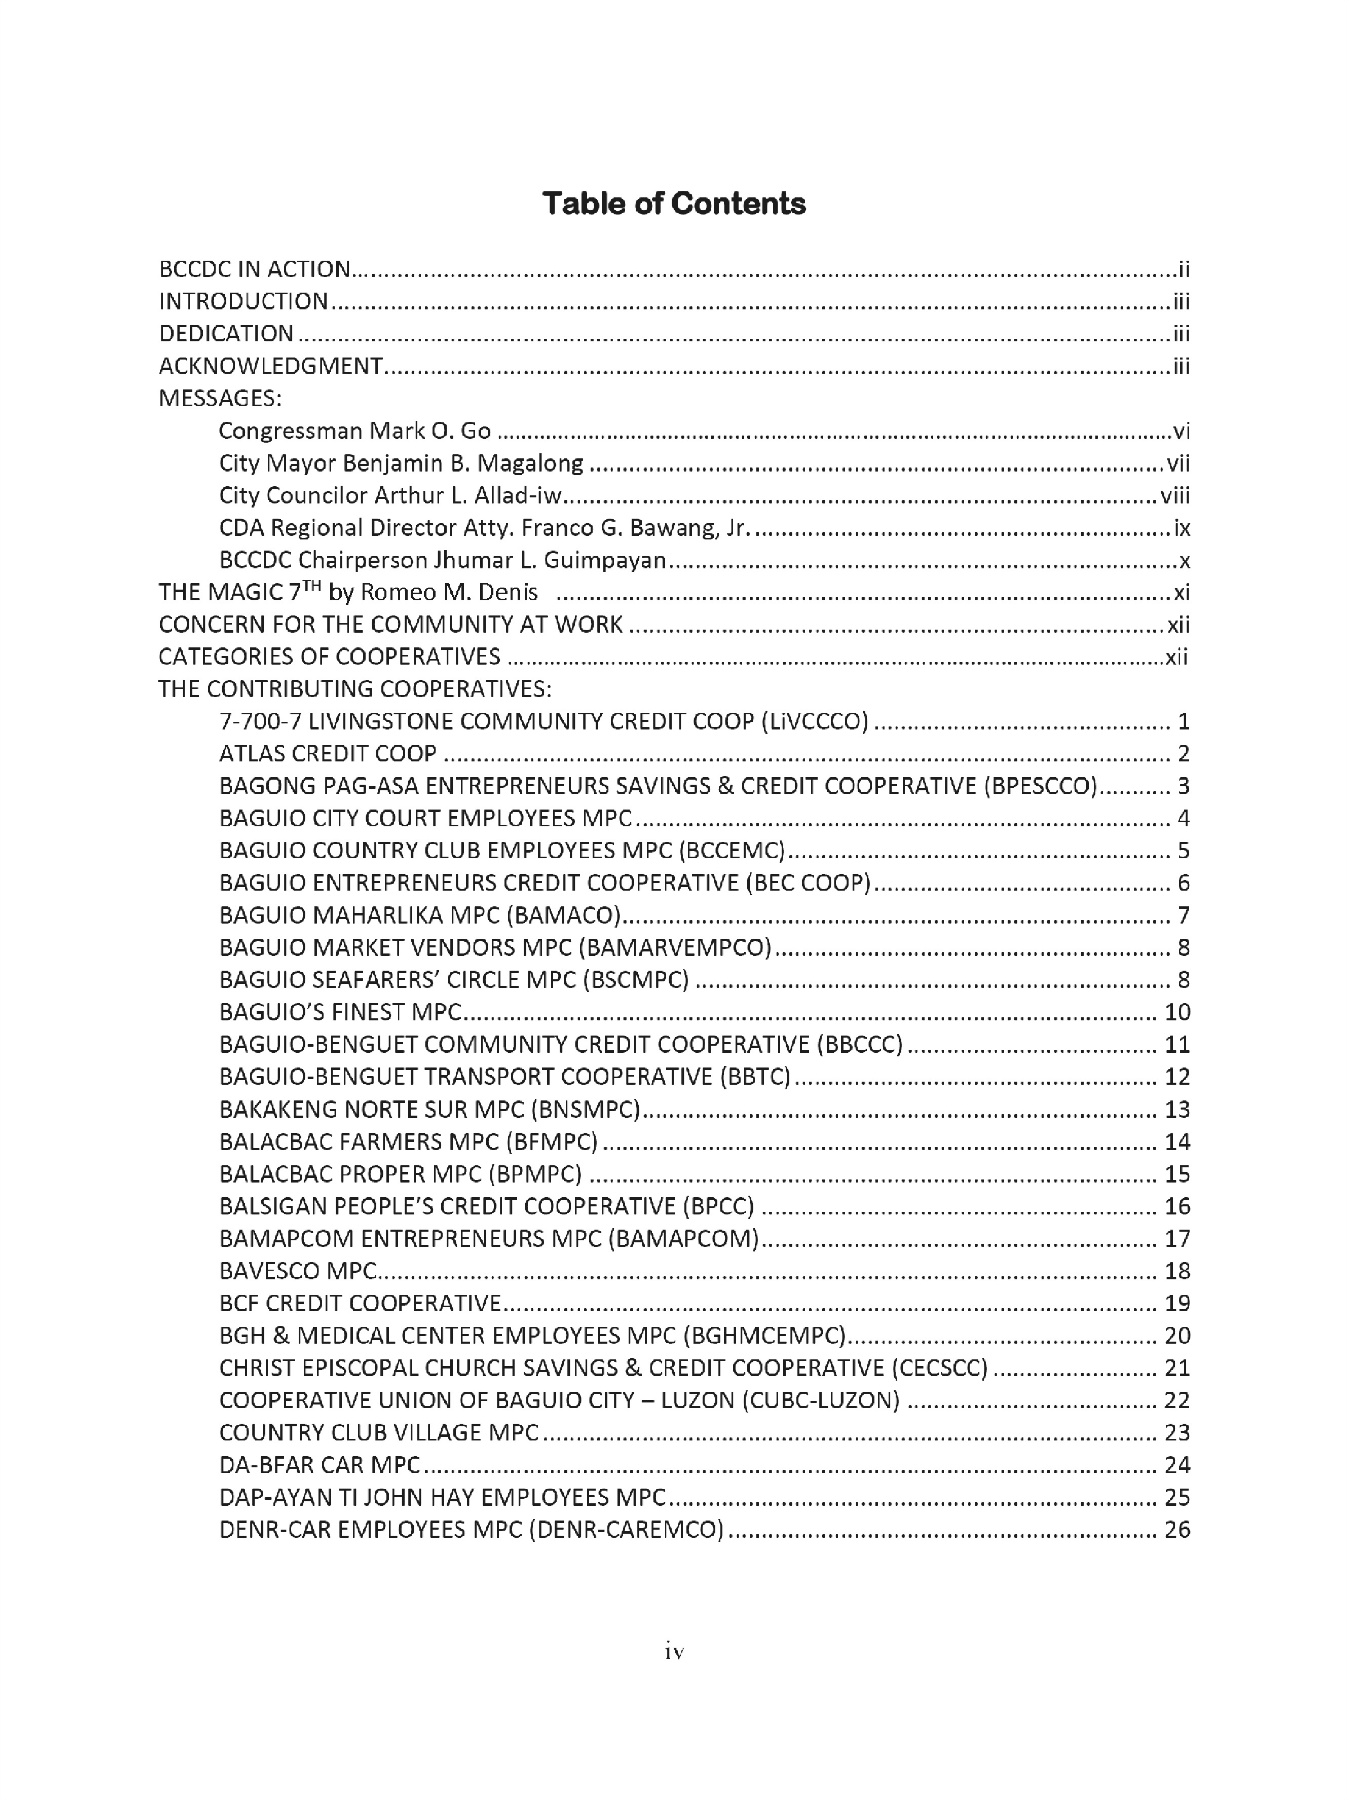 Table of Contents
BCCDC IN ACTION..........ii
INTRODUCTION..........iii
DEDICATION..........iii
ACKNOWLEDGMENT..........iii
MESSAGES:
Congressman Mark O. Go..........vi
City Mayor Benjamin B. Magalong..........vii
City Councilor Arthur L. Allad-iw..........viii
CDA Regional Director Atty. Franco G. Bawang, Jr...........ix
BCCDC Chairperson Jhumar L. Guimpayan..........x
THE MAGIC 7TH by Romeo M. Denis ..........xi
CONCERN FOR THE COMMUNITY AT WORK..........xii
CATEGORIES OF COOPERATIVES..........xii
THE CONTRIBUTING COOPERATIVES:
7-700-7 LIVINGSTONE COMMUNITY CREDIT COOP (LiVCCCO).......... 1
ATLAS CREDIT COOP.......... 2
BAGONG PAG-ASA ENTREPRENEURS SAVINGS & CREDIT COOPERATIVE (BPESCCO).......... 3
BAGUIO CITY COURT EMPLOYEES MPC.......... 4
BAGUIO COUNTRY CLUB EMPLOYEES MPC (BCCEMC).......... 5
BAGUIO ENTREPRENEURS CREDIT COOPERATIVE (BEC COOP).......... 6
BAGUIO MAHARLIKA MPC (BAMACO).......... 7
BAGUIO MARKET VENDORS MPC (BAMARVEMPCO).......... 8
BAGUIO SEAFARERS’ CIRCLE MPC (BSCMPC).......... 8
BAGUIO’S FINEST MPC.......... 10
BAGUIO-BENGUET COMMUNITY CREDIT COOPERATIVE (BBCCC).......... 11
BAGUIO-BENGUET TRANSPORT COOPERATIVE (BBTC).......... 12
BAKAKENG NORTE SUR MPC (BNSMPC).......... 13
BALACBAC FARMERS MPC (BFMPC).......... 14
BALACBAC PROPER MPC (BPMPC).......... 15
BALSIGAN PEOPLE’S CREDIT COOPERATIVE (BPCC).......... 16
BAMAPCOM ENTREPRENEURS MPC (BAMAPCOM).......... 17
BAVESCO MPC.......... 18
BCF CREDIT COOPERATIVE.......... 19
BGH & MEDICAL CENTER EMPLOYEES MPC (BGHMCEMPC).......... 20
CHRIST EPISCOPAL CHURCH SAVINGS & CREDIT COOPERATIVE (CECSCC).......... 21
COOPERATIVE UNION OF BAGUIO CITY – LUZON (CUBC-LUZON).......... 22
COUNTRY CLUB VILLAGE MPC.......... 23
DA-BFAR CAR MPC.......... 24
DAP-AYAN TI JOHN HAY EMPLOYEES MPC.......... 25
DENR-CAR EMPLOYEES MPC (DENR-CAREMCO).......... 26
iv